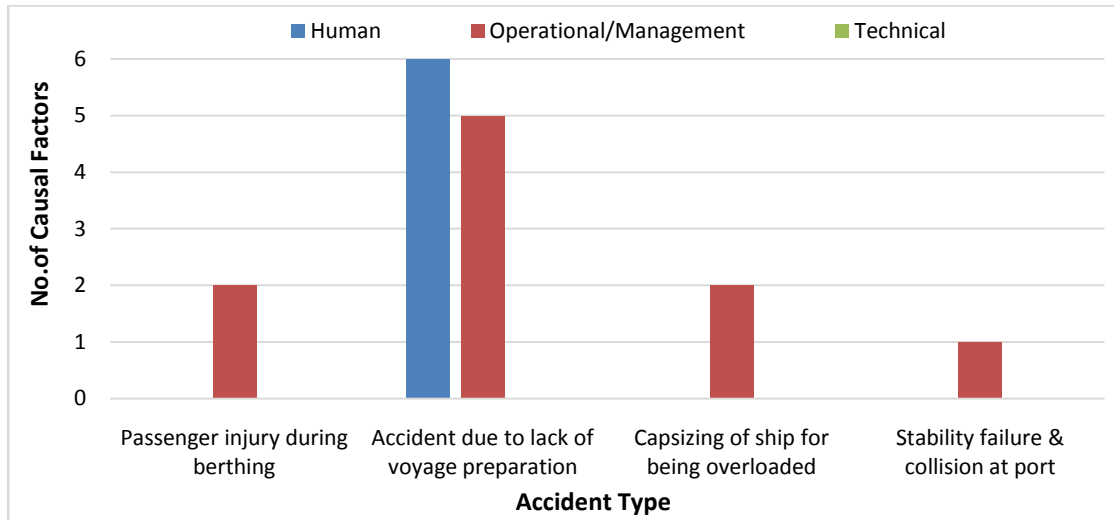 Human Operational/Management Technical
No.of Causal Factors
6
5
4
3
2
1
0
Passenger injury during berthing
Accident due to lack of voyage preparation
Capsizing of ship for being overloaded
Stability failure & collision at port
Accident Type